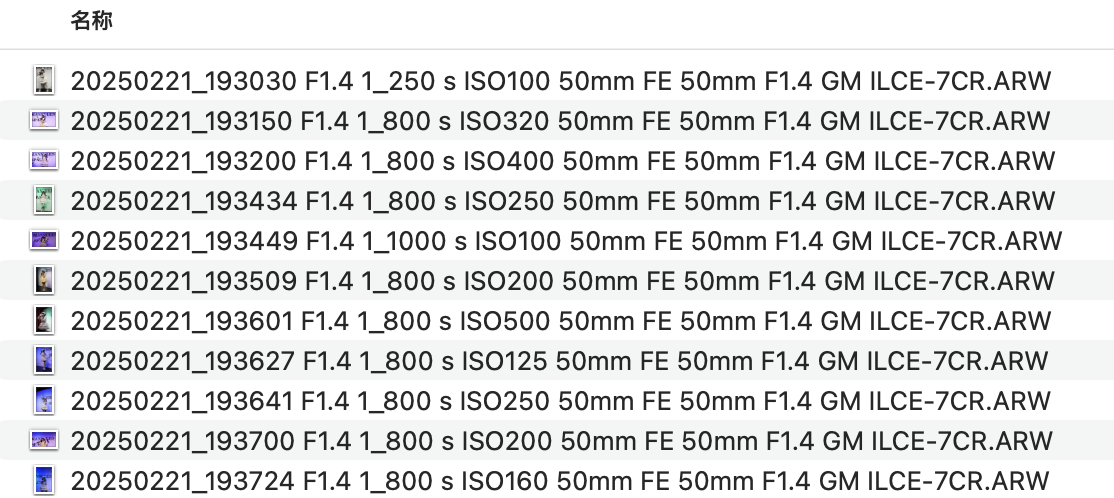 名称
20250221_193030 F1.4 1_250 s ISO100 50mm FE 50mm F1.4 GM ILCE-7CR.ARW
20250221_193150 F1.4 1_800 s ISO320 50mm FE 50mm F1.4 GM ILCE-7CR.ARW
20250221_193200 F1.4 1_800 s ISO400 50mm FE 50mm F1.4 GM ILCE-7CR.ARW
20250221_193434 F1.4 1_800 s ISO250 50mm FE 50mm F1.4 GM ILCE-7CR.ARW
20250221_193449 F1.4 1_1000 s ISO100 50mm FE 50mm F1.4 GM ILCE-7CR.ARW
20250221_193509 F1.4 1_800 s ISO200 50mm FE 50mm F1.4 GM ILCE-7CR.ARW
20250221_193601 F1.4 1_800 s ISO500 50mm FE 50mm F1.4 GM ILCE-7CR.ARW
20250221_193627 F1.4 1_800 s ISO125 50mm FE 50mm F1.4 GM ILCE-7CR.ARW
20250221_193641 F1.4 1_800 s ISO250 50mm FE 50mm F1.4 GM ILCE-7CR.ARW
20250221_193700 F1.4 1_800 s ISO200 50mm FE 50mm F1.4 GM ILCE-7CR.ARW
20250221_193724 F1.4 1_800 s ISO160 50mm FE 50mm F1.4 GM ILCE-7CR.ARW